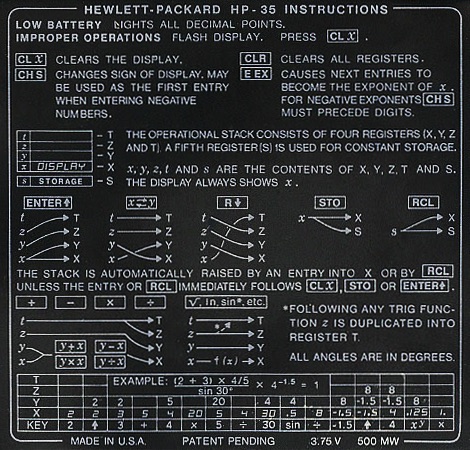 HEWLETT-PACKARD HP-35 INSTRUCTIONS
LOW BATTERY LIGHTS ALL DECIMAL POINTS.
IMPROPER OPERATIONS FLASH DISPLAY. PRESS CL x .
CL x CLEARS THE DISPLAY.
CHS CHANGES SIGN OF DISPLAY, MAY
BE USED AS THE FIRST ENTRY
WHEN ENTERING NEGATIVE
NUMBERS.
CLR CLEARS ALL REGISTERS.
E EX CAUSES NEXT ENTRIES TO
BECOME THE EXPONENT OF x.
FOR NEGATIVE EXPONENTS CHS
MUST PRECEDE DIGITS.
t – T
z – Z
y – Y
x DISPLAY – X
s STORAGE – S
THE OPERATIONAL STACK CONSISTS OF FOUR REGISTERS (X, Y, Z
AND T). A FIFTH REGISTER (S) IS USED FOR CONSTANT STORAGE.
x, y, z, t AND s ARE THE CONTENTS OF X, Y, Z, T AND S.
THE DISPLAY ALWAYS SHOWS x.
ENTER↑ x⇄y R↓ STO RCL
t T t T t T
z Z z Z z Z
y Y y Y y Y x X X
x X x X x X S s S
THE STACK IS AUTOMATICALLY RAISED BY AN ENTRY INTO X OR BY RCL
UNLESS THE ENTRY OR RCL IMMEDIATELY FOLLOWS CLX, STO OR ENTER↑.
+ – × ÷ √, ln, sin*, etc.
t T t T
z Z z * Z
y y+x y–x Y y Y
x y×x y÷x X x f(x) X
*FOLLOWING ANY TRIG FUNC-
TION z IS DUPLICATED INTO
REGISTER T.
ALL ANGLES ARE IN DEGREES.
EXAMPLE: (2 + 3) × 4/5 / sin 30° × 4^-1.5 = 1
T
Z 8 8
Y 2 2 5 20 .4 .4 8 -1.5 -1.5 8
X 2 2 3 5 4 20 5 4 30 .5 .8 -1.5 -1.5 4 .125 1.
KEY 2 ↑ 3 + 4 × 5 ÷ 30 sin ÷ -1.5 ↑ 4 x^y ×
MADE IN U.S.A. PATENT PENDING 3.75 V 500 MW